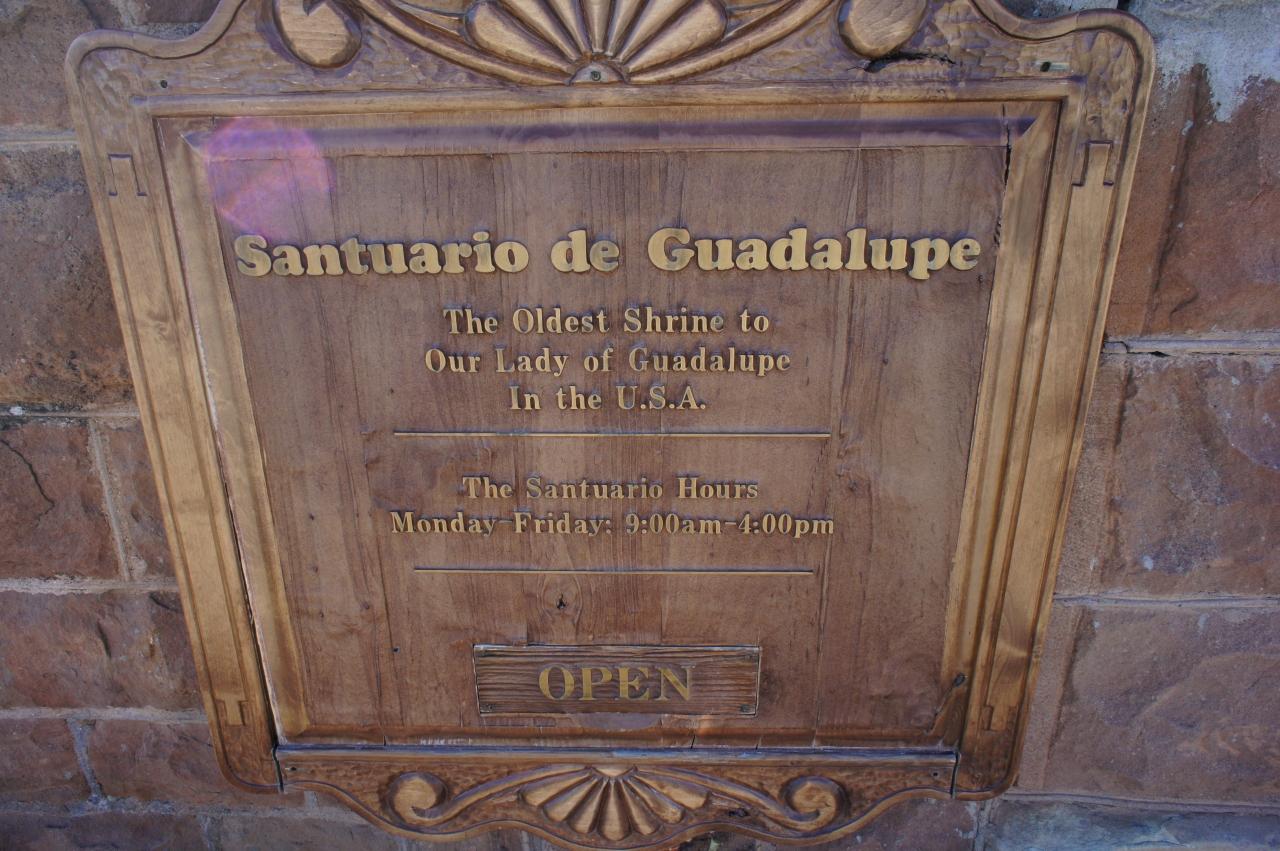 Santuario de Guadalupe
The Oldest Shrine to
Our Lady of Guadalupe
In the U.S.A.
The Santuario Hours
Monday-Friday: 9:00am-4:00pm
OPEN